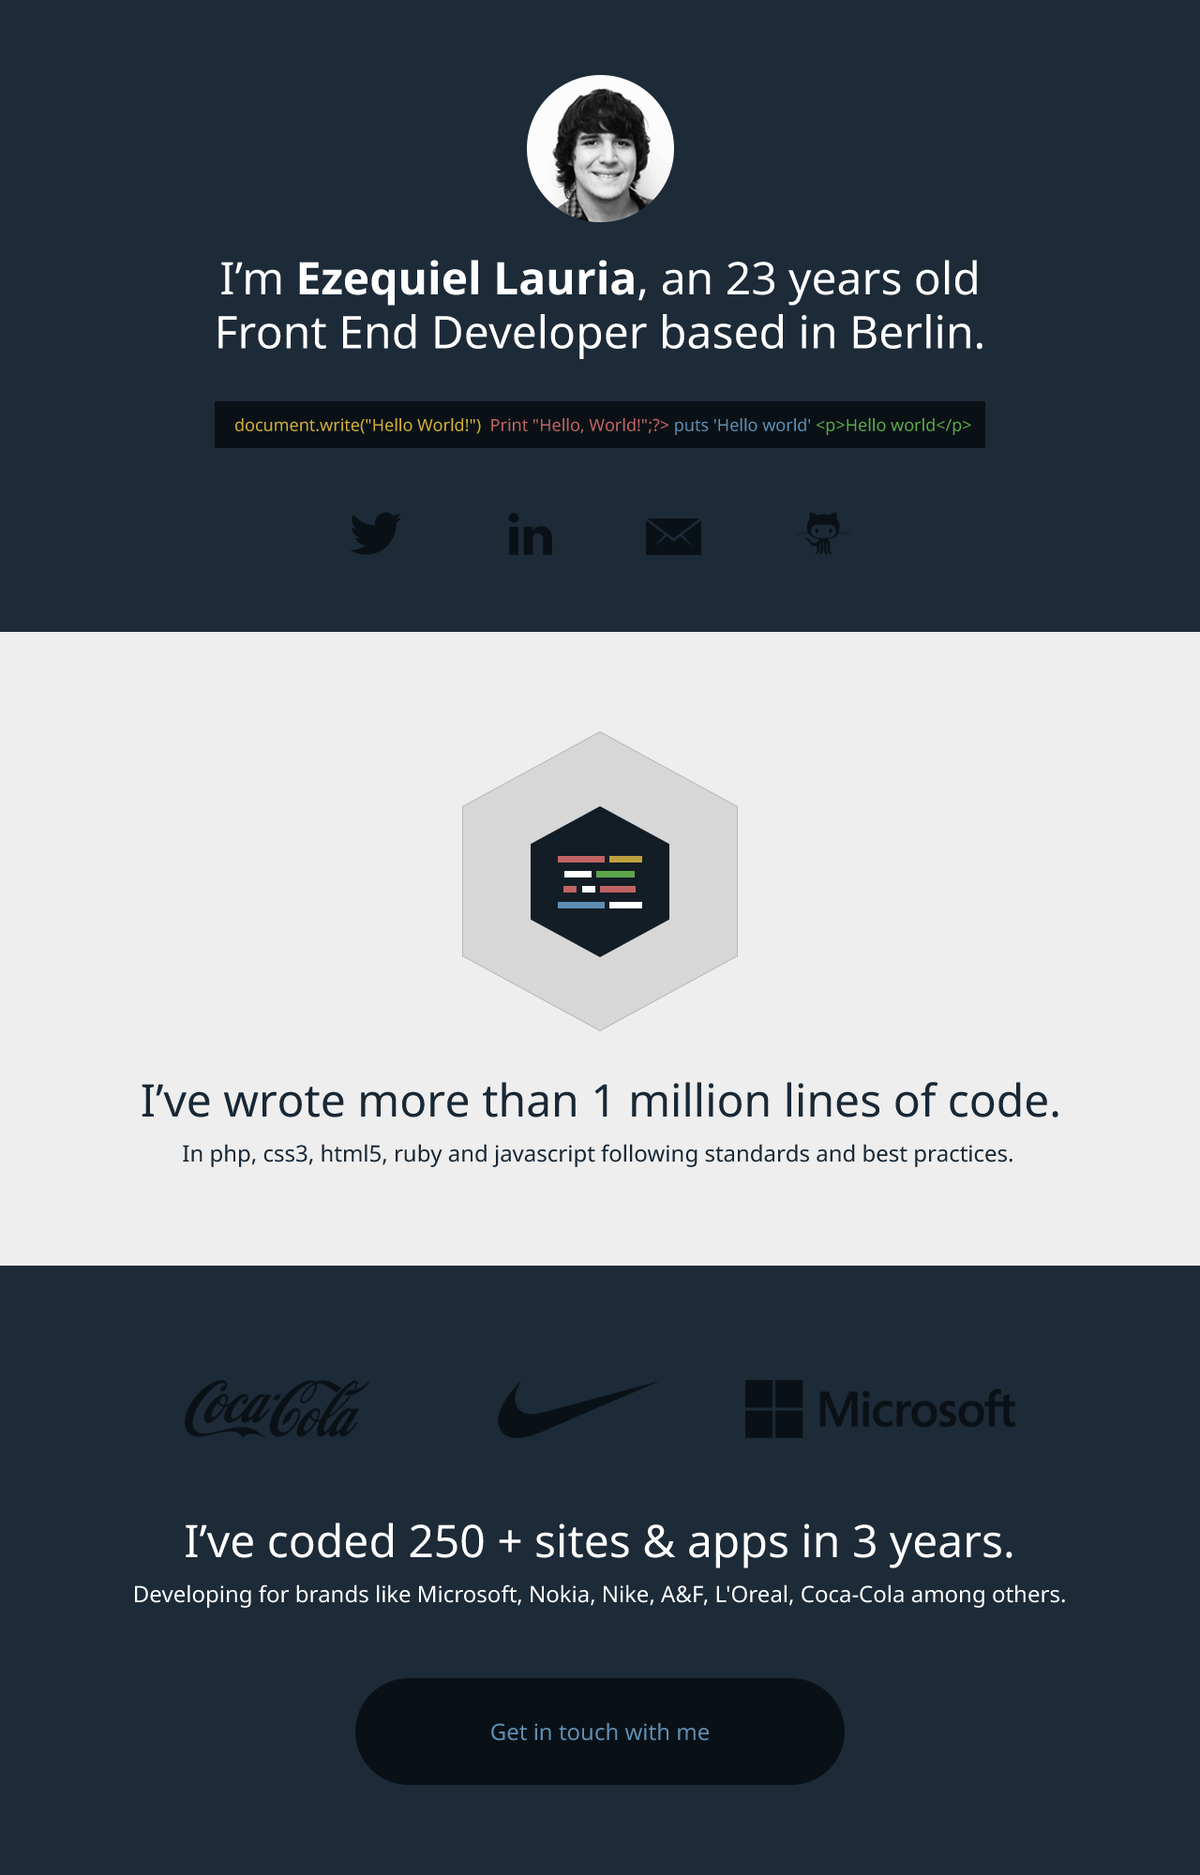 I’m Ezequiel Lauria, an 23 years old
Front End Developer based in Berlin.
document.write("Hello World!") Print "Hello, World!";?> puts 'Hello world' <p>Hello world</p>
in
I’ve wrote more than 1 million lines of code.
In php, css3, html5, ruby and javascript following standards and best practices.
Coca-Cola Microsoft
I’ve coded 250 + sites & apps in 3 years.
Developing for brands like Microsoft, Nokia, Nike, A&F, L'Oreal, Coca-Cola among others.
Get in touch with me